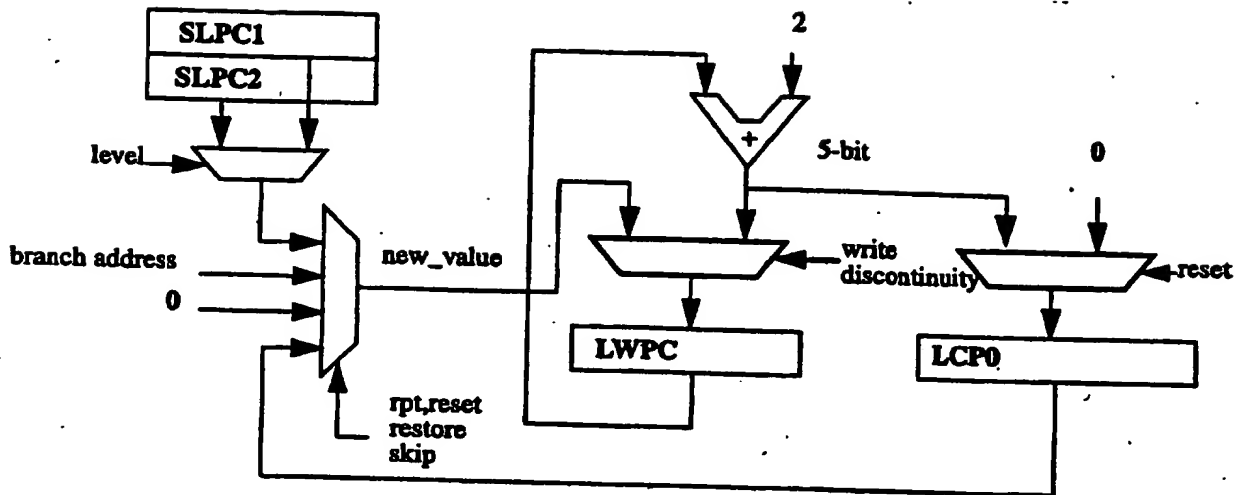 SLPC1
SLPC2
2
level
+
5-bit
0
branch address
new_value
write
discontinuity
reset
0
LWPC
LCP0
rpt,reset
restore
skip